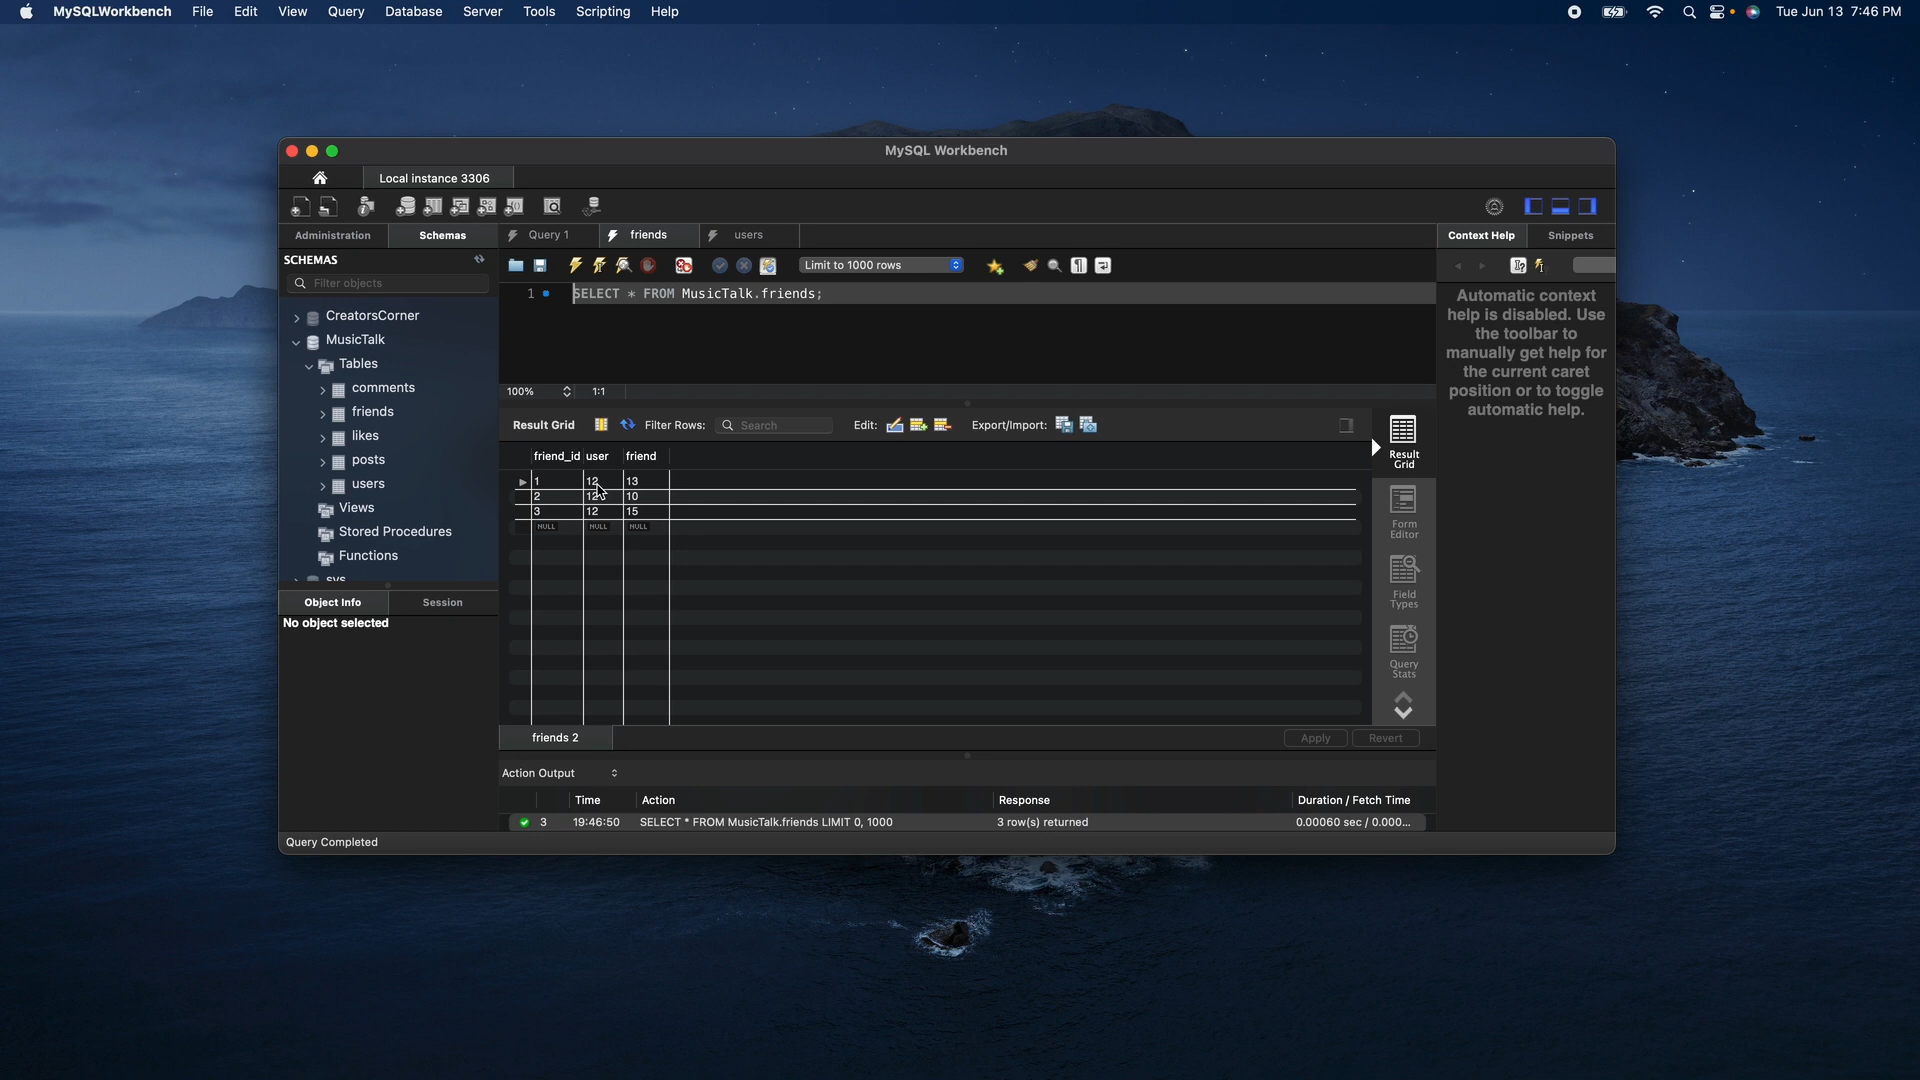 MySQLWorkbench File Edit View Query Database Server Tools Scripting Help Tue Jun 13 7:46 PM
MySQL Workbench
Local instance 3306
Administration Schemas Query 1 friends users Context Help Snippets
SCHEMAS
Filter objects
Limit to 1000 rows
1 SELECT * FROM MusicTalk.friends;
CreatorsCorner
MusicTalk
Tables
comments
friends
likes
posts
users
Views
Stored Procedures
Functions
sys
Automatic context
help is disabled. Use
the toolbar to
manually get help for
the current caret
position or to toggle
automatic help.
100% 1:1
Result Grid Filter Rows: Search Edit: Export/Import:
friend_id user friend
1 12 13
2 12 10
3 12 15
NULL NULL NULL
Result
Grid
Form
Editor
Field
Types
Query
Stats
Object Info Session
No object selected
friends 2 Apply Revert
Action Output
Time Action Response Duration / Fetch Time
3 19:46:50 SELECT * FROM MusicTalk.friends LIMIT 0, 1000 3 row(s) returned 0.00060 sec / 0.000...
Query Completed